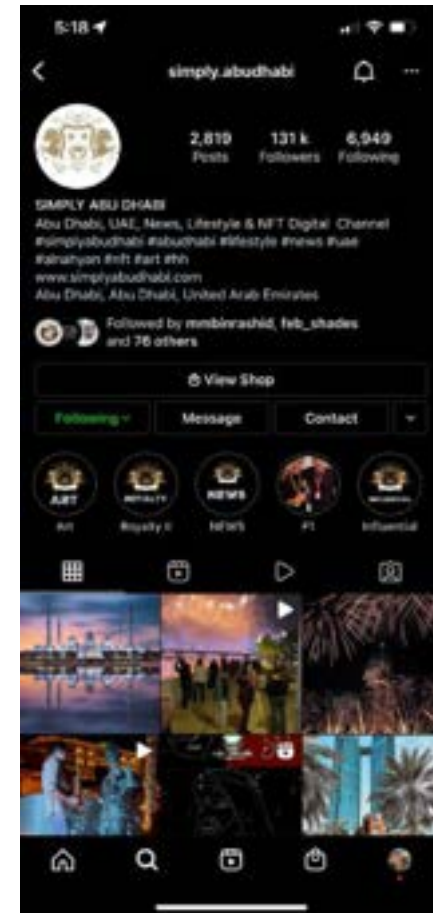 5:18
simply.abudhabi
2,819 131 k 6,949
Posts Followers Following
SIMPLY ABU DHABI
Abu Dhabi, UAE, News, Lifestyle & NFT Digital Channel
#simplyabudhabi #abudhabi #lifestyle #news #uae
#alnahyan #nft #art #hh
www.simplyabudhabi.com
Abu Dhabi, Abu Dhabi, United Arab Emirates
Followed by mmbinrashid, feb_shades
and 76 others
View Shop
Following Message Contact
ART ROYALTY NEWS
Art Royalty II NEWS P1 Influential